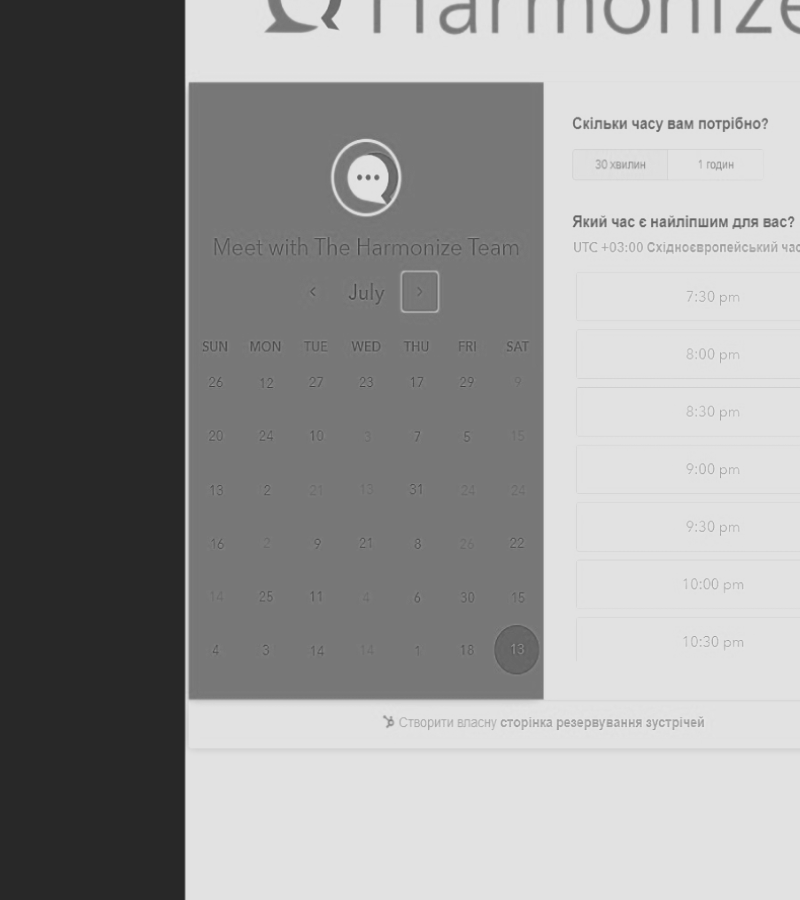 Harmonize
Meet with The Harmonize Team
< July >
SUN MON TUE WED THU FRI SAT
26 12 27 23 17 29 9
20 24 10 3 7 5 15
13 2 21 13 31 24 24
16 2 9 21 8 26 22
14 25 11 4 6 30 15
4 3 14 14 1 18 13
Скільки часу вам потрібно?
30 хвилин 1 годин
Який час є найліпшим для вас?
UTC +03:00 Східноєвропейський час
7:30 pm
8:00 pm
8:30 pm
9:00 pm
9:30 pm
10:00 pm
10:30 pm
Створити власну сторінка резервування зустрічей